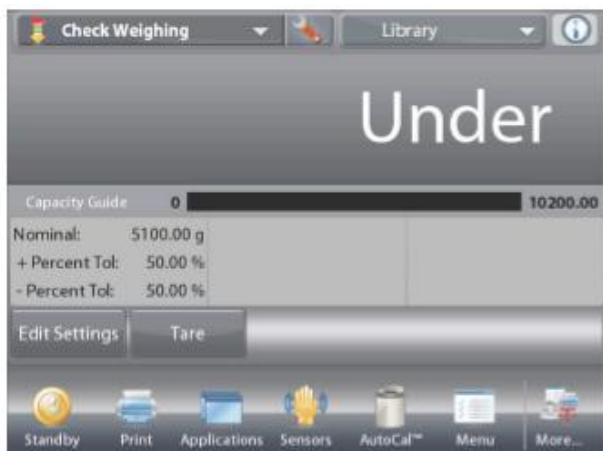 Check Weighing Library
Under
Capacity Guide 0 10200.00
Nominal: 5100.00 g
+ Percent Tol: 50.00 %
- Percent Tol: 50.00 %
Edit Settings Tare
Standby Print Applications Sensors AutoCal™ Menu More...